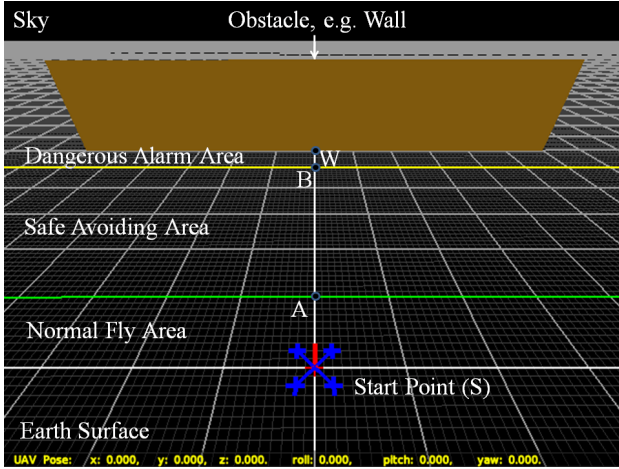 Sky
Obstacle, e.g. Wall
Dangerous Alarm Area
W
B
Safe Avoiding Area
A
Normal Fly Area
Start Point (S)
Earth Surface
UAV Pose: x: 0.000, y: 0.000, z: 0.000. roll: 0.000, pitch: 0.000, yaw: 0.000.